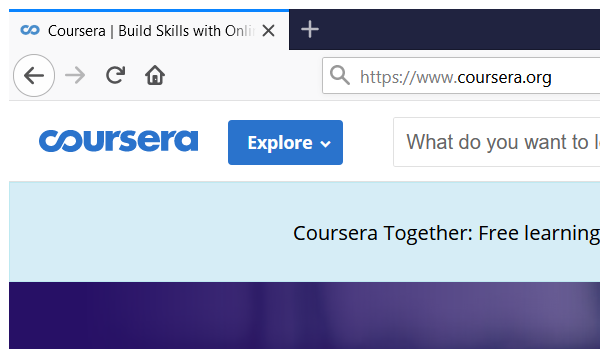 Coursera | Build Skills with Onli
https://www.coursera.org
coursera
Explore
What do you want to l
Coursera Together: Free learning